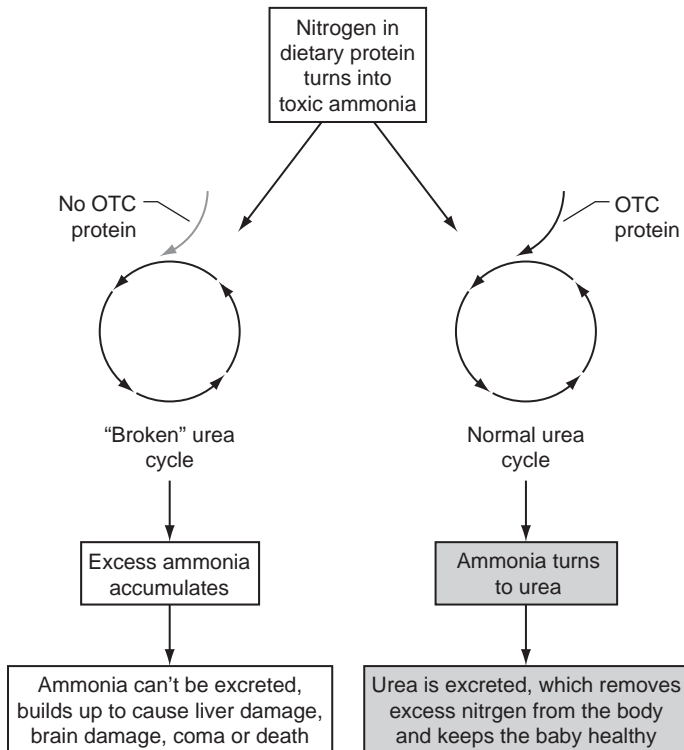 Nitrogen in
dietary protein
turns into
toxic ammonia
No OTC
protein
OTC
protein
“Broken” urea
cycle
Normal urea
cycle
Excess ammonia
accumulates
Ammonia turns
to urea
Ammonia can't be excreted,
builds up to cause liver damage,
brain damage, coma or death
Urea is excreted, which removes
excess nitrgen from the body
and keeps the baby healthy